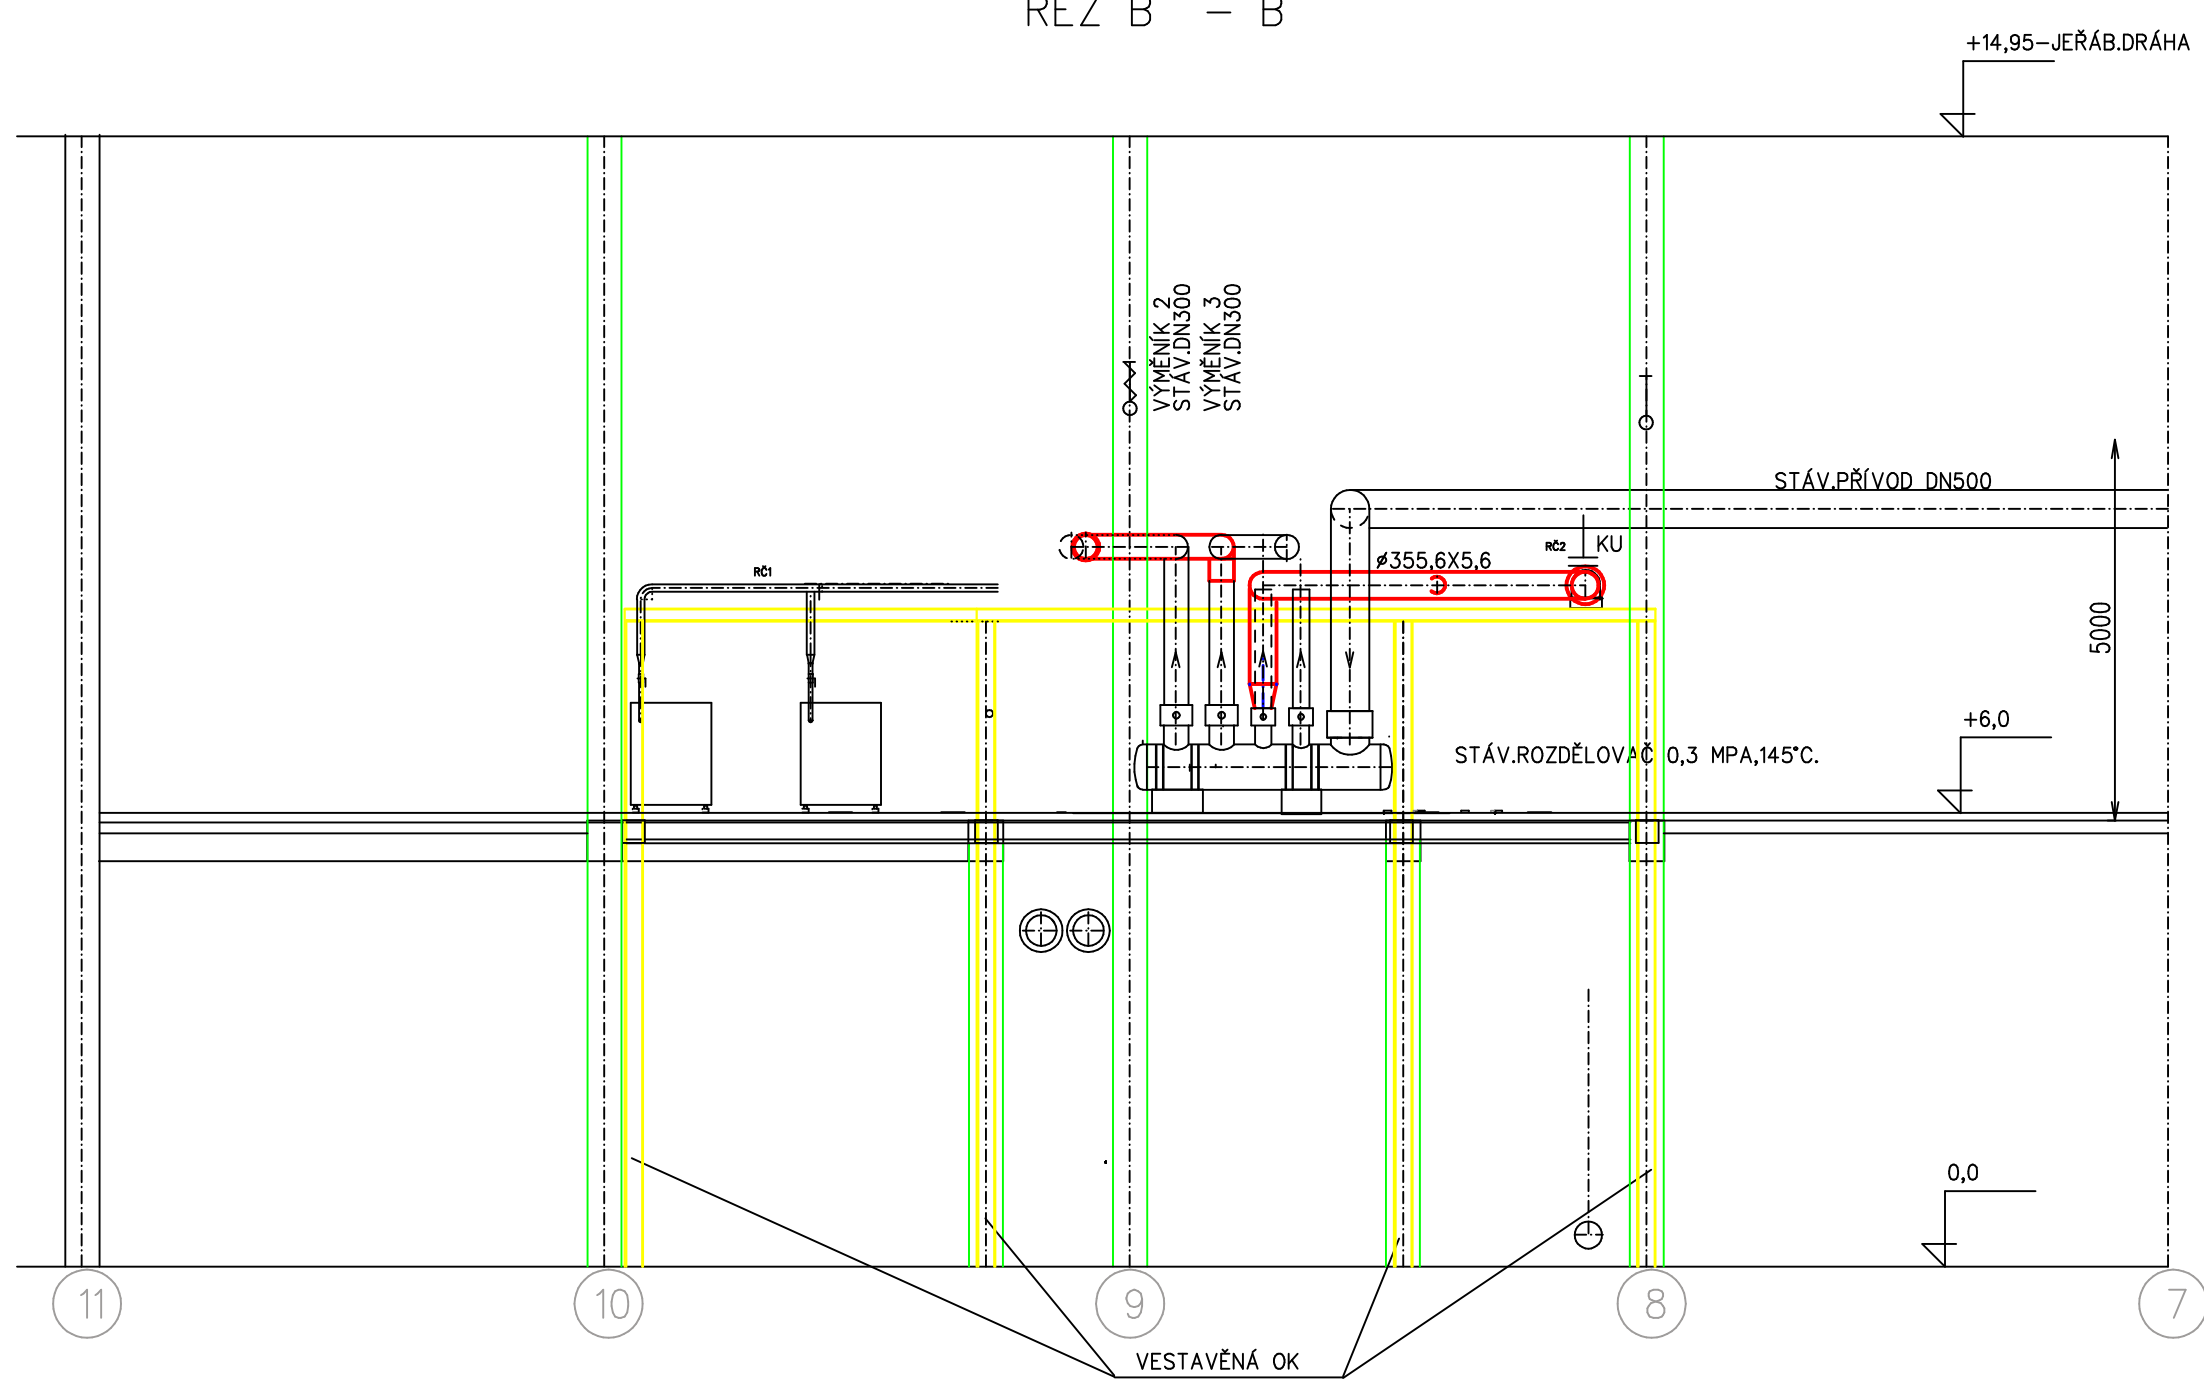 ŘEZ B - B
+14,95-JEŘÁB.DRÁHA
VÝMĚNÍK 2
STÁV.DN300
VÝMĚNÍK 3
STÁV.DN300
STÁV.PŘÍVOD DN500
RČ2
KU
ø355,6X5,6
RČ1
5000
+6,0
STÁV.ROZDĚLOVAČ 0,3 MPA,145°C.
0,0
11
10
9
8
7
VESTAVĚNÁ OK